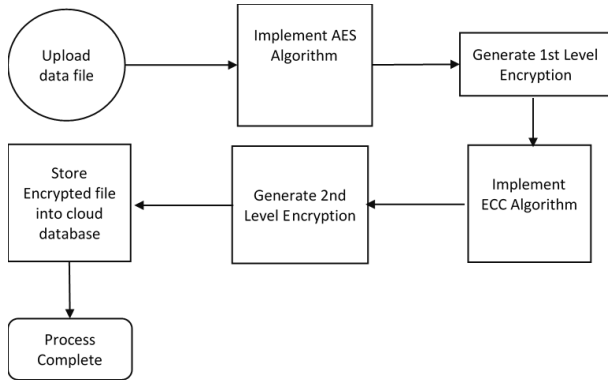 Upload
data file
Implement AES
Algorithm
Generate 1st Level
Encryption
Implement
ECC Algorithm
Generate 2nd
Level Encryption
Store
Encrypted file
into cloud
database
Process
Complete